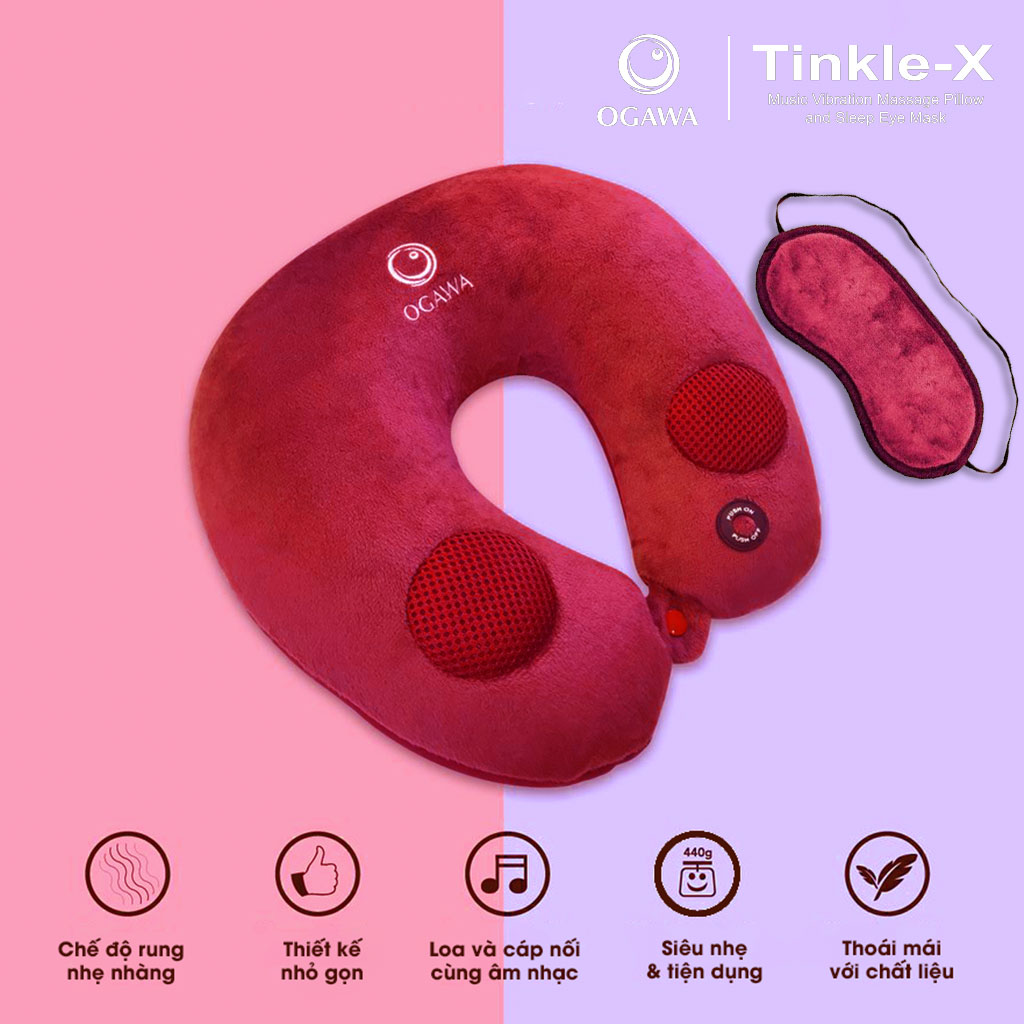 OGAWA
Tinkle-X
Music Vibration Massage Pillow
and Sleep Eye Mask
OGAWA
PUSH ON
PUSH OFF
440g
Chế độ rung
nhẹ nhàng
Thiết kế
nhỏ gọn
Loa và cáp nối
cùng âm nhạc
Siêu nhẹ
& tiện dụng
Thoái mái
với chất liệu